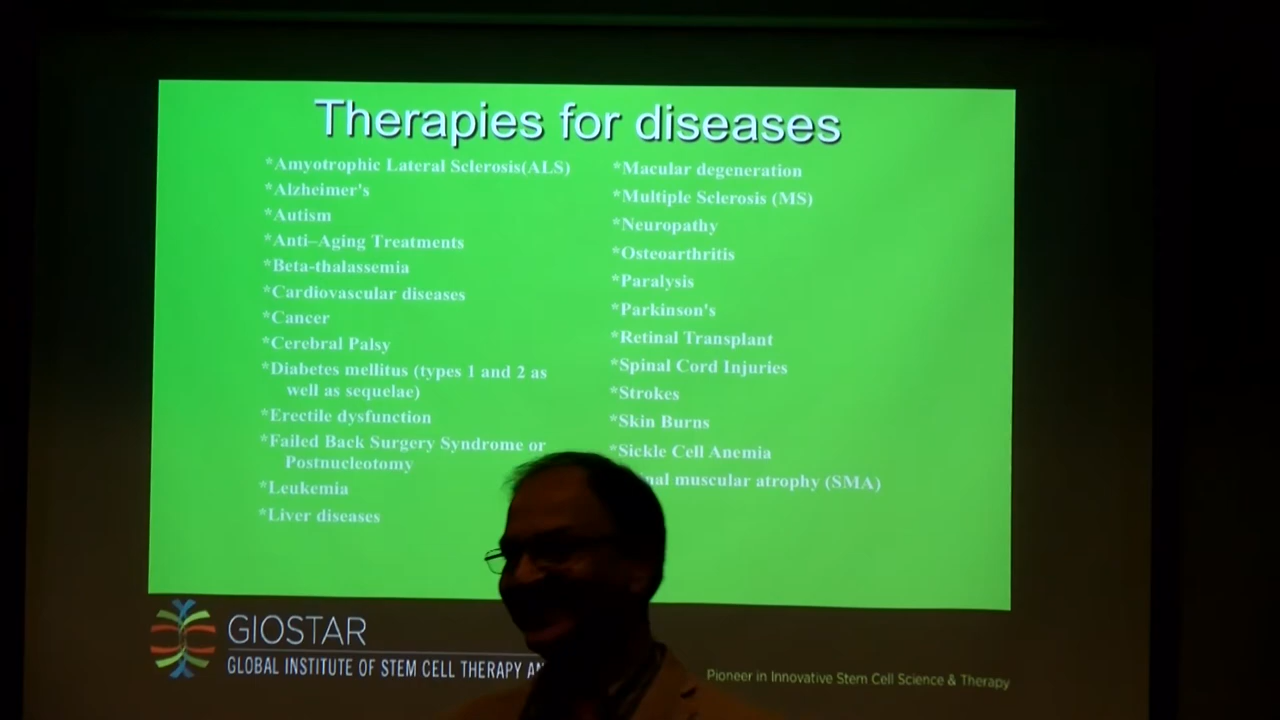 Therapies for diseases
*Amyotrophic Lateral Sclerosis(ALS)
*Alzheimer's
*Autism
*Anti–Aging Treatments
*Beta-thalassemia
*Cardiovascular diseases
*Cancer
*Cerebral Palsy
*Diabetes mellitus (types 1 and 2 as
well as sequelae)
*Erectile dysfunction
*Failed Back Surgery Syndrome or
Postnucleotomy
*Leukemia
*Liver diseases
*Macular degeneration
*Multiple Sclerosis (MS)
*Neuropathy
*Osteoarthritis
*Paralysis
*Parkinson's
*Retinal Transplant
*Spinal Cord Injuries
*Strokes
*Skin Burns
*Sickle Cell Anemia
muscular atrophy (SMA)
GIOSTAR
GLOBAL INSTITUTE OF STEM CELL THERAPY
Pioneer in Innovative Stem Cell Science & Therapy